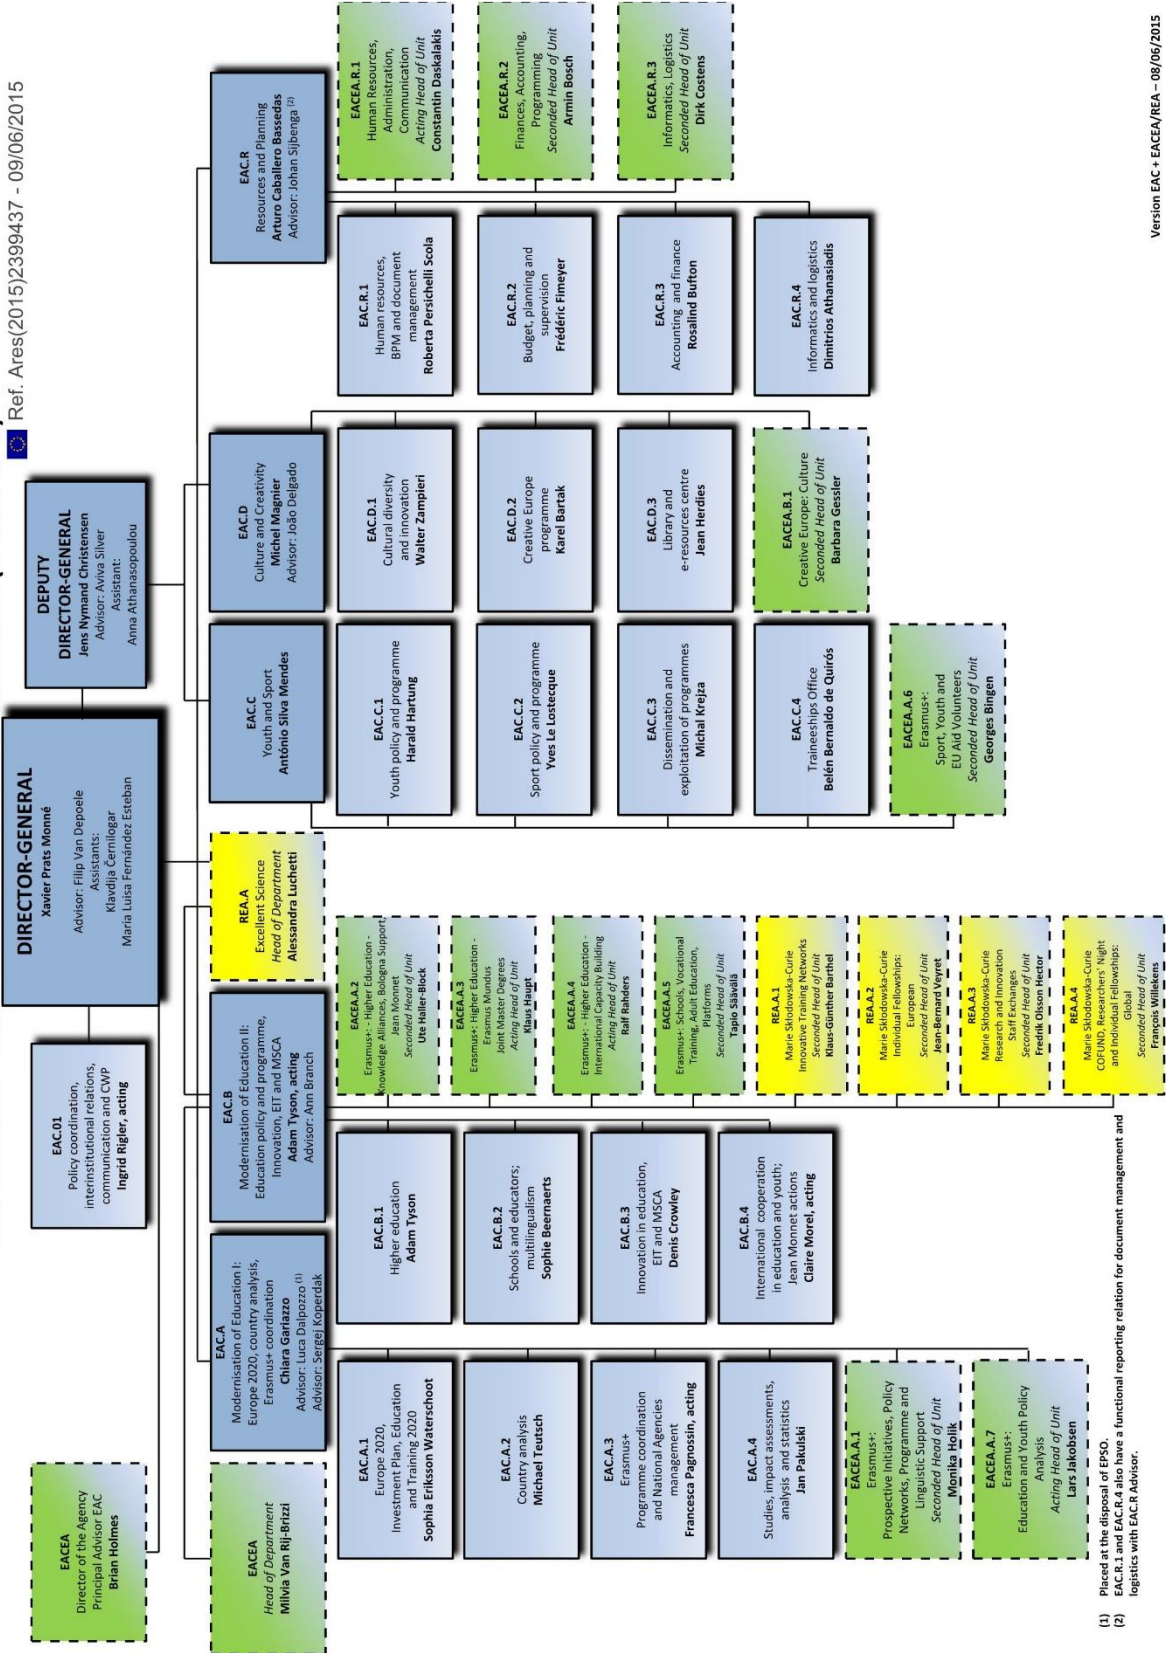 Ref. Ares(2015)2399437 - 09/06/2015
DIRECTOR-GENERAL
Xavier Prats Monné
Advisor: Filip Van Depoele
Assistants:
Klavdija Černilogar
Maria Luisa Fernández Esteban
DEPUTY
DIRECTOR-GENERAL
Jens Nymand Christensen
Advisor: Aviva Silver
Assistant:
Anna Athanasopoulou
EACEA
Director of the Agency
Principal Advisor EAC
Brian Holmes
EAC.01
Policy coordination,
interinstitutional relations,
communication and CWP
Ingrid Rigler, acting
EACEA
Head of Department
Milvia Van Rij-Brizzi
EAC.A
Modernisation of Education I:
Europe 2020, country analysis,
Erasmus+ coordination
Chiara Gariazzo
Advisor: Luca Dalpozzo (1)
Advisor: Sergej Koperdak
EAC.B
Modernisation of Education II:
Education policy and programme,
Innovation, EIT and MSCA
Adam Tyson, acting
Advisor: Ann Branch
REA.A
Excellent Science
Head of Department
Alessandra Luchetti
EAC.C
Youth and Sport
António Silva Mendes
EAC.D
Culture and Creativity
Michel Magnier
Advisor: João Delgado
EAC.R
Resources and Planning
Arturo Caballero Bassedas
Advisor: Johan Sijbenga (2)
EAC.A.1
Europe 2020,
Investment Plan, Education
and Training 2020
Sophia Eriksson Waterschoot
EAC.A.2
Country analysis
Michael Teutsch
EAC.A.3
Erasmus+
Programme coordination
and National Agencies
management
Francesca Pagnossin, acting
EAC.A.4
Studies, impact assessments,
analysis and statistics
Jan Pakulski
EACEA.A.1
Erasmus+:
Prospective Initiatives, Policy
Networks, Programme and
Linguistic Support
Seconded Head of Unit
Monika Holik
EACEA.A.7
Erasmus+:
Education and Youth Policy
Analysis
Acting Head of Unit
Lars Jakobsen
EAC.B.1
Higher education
Adam Tyson
EAC.B.2
Schools and educators;
multilingualism
Sophie Beernaerts
EAC.B.3
Innovation in education,
EIT and MSCA
Denis Crowley
EAC.B.4
International cooperation
in education and youth;
Jean Monnet actions
Claire Morel, acting
EACEA.A.2
Erasmus+: - Higher Education -
Knowledge Alliances, Bologna Support,
Jean Monnet
Seconded Head of Unit
Ute Haller-Block
EACEA.A.3
Erasmus+: Higher Education -
Erasmus Mundus
Joint Master Degrees
Acting Head of Unit
Klaus Haupt
EACEA.A.4
Erasmus+: - Higher Education -
International Capacity Building
Acting Head of Unit
Ralf Rahders
EACEA.A.5
Erasmus+: Schools, Vocational
Training, Adult Education,
Platforms
Seconded Head of Unit
Tapio Säävälä
REA.A.1
Marie Skłodowska-Curie
Innovative Training Networks
Seconded Head of Unit
Klaus-Günther Barthel
REA.A.2
Marie Skłodowska-Curie
Individual Fellowships:
European
Seconded Head of Unit
Jean-Bernard Veyret
REA.A.3
Marie Skłodowska-Curie
Research and Innovation
Staff Exchanges
Seconded Head of Unit
Fredrik Olsson Hector
REA.A.4
Marie Skłodowska-Curie
COFUND, Researchers' Night
and Individual Fellowships:
Global
Seconded Head of Unit
François Willekens
EAC.C.1
Youth policy and programme
Harald Hartung
EAC.C.2
Sport policy and programme
Yves Le Lostecque
EAC.C.3
Dissemination and
exploitation of programmes
Michal Krejza
EAC.C.4
Traineeships Office
Belén Bernaldo de Quirós
EACEA.A.6
Erasmus+:
Sport, Youth and
EU Aid Volunteers
Seconded Head of Unit
Georges Bingen
EAC.D.1
Cultural diversity
and innovation
Walter Zampieri
EAC.D.2
Creative Europe
programme
Karel Bartak
EAC.D.3
Library and
e-resources centre
Jean Herdies
EACEA.B.1
Creative Europe: Culture
Seconded Head of Unit
Barbara Gessler
EAC.R.1
Human resources,
BPM and document
management
Roberta Persichelli Scola
EAC.R.2
Budget, planning and
supervision
Frédéric Fimeyer
EAC.R.3
Accounting and finance
Rosalind Bufton
EAC.R.4
Informatics and logistics
Dimitrios Athanasiadis
EACEA.R.1
Human Resources,
Administration,
Communication
Acting Head of Unit
Constantin Daskalakis
EACEA.R.2
Finances, Accounting,
Programming
Seconded Head of Unit
Armin Bosch
EACEA.R.3
Informatics, Logistics
Seconded Head of Unit
Dirk Costens
(1) Placed at the disposal of EPSO.
(2) EAC.R.1 and EAC.R.4 also have a functional reporting relation for document management and
logistics with EAC.R Advisor.
Version EAC + EACEA/REA – 08/06/2015